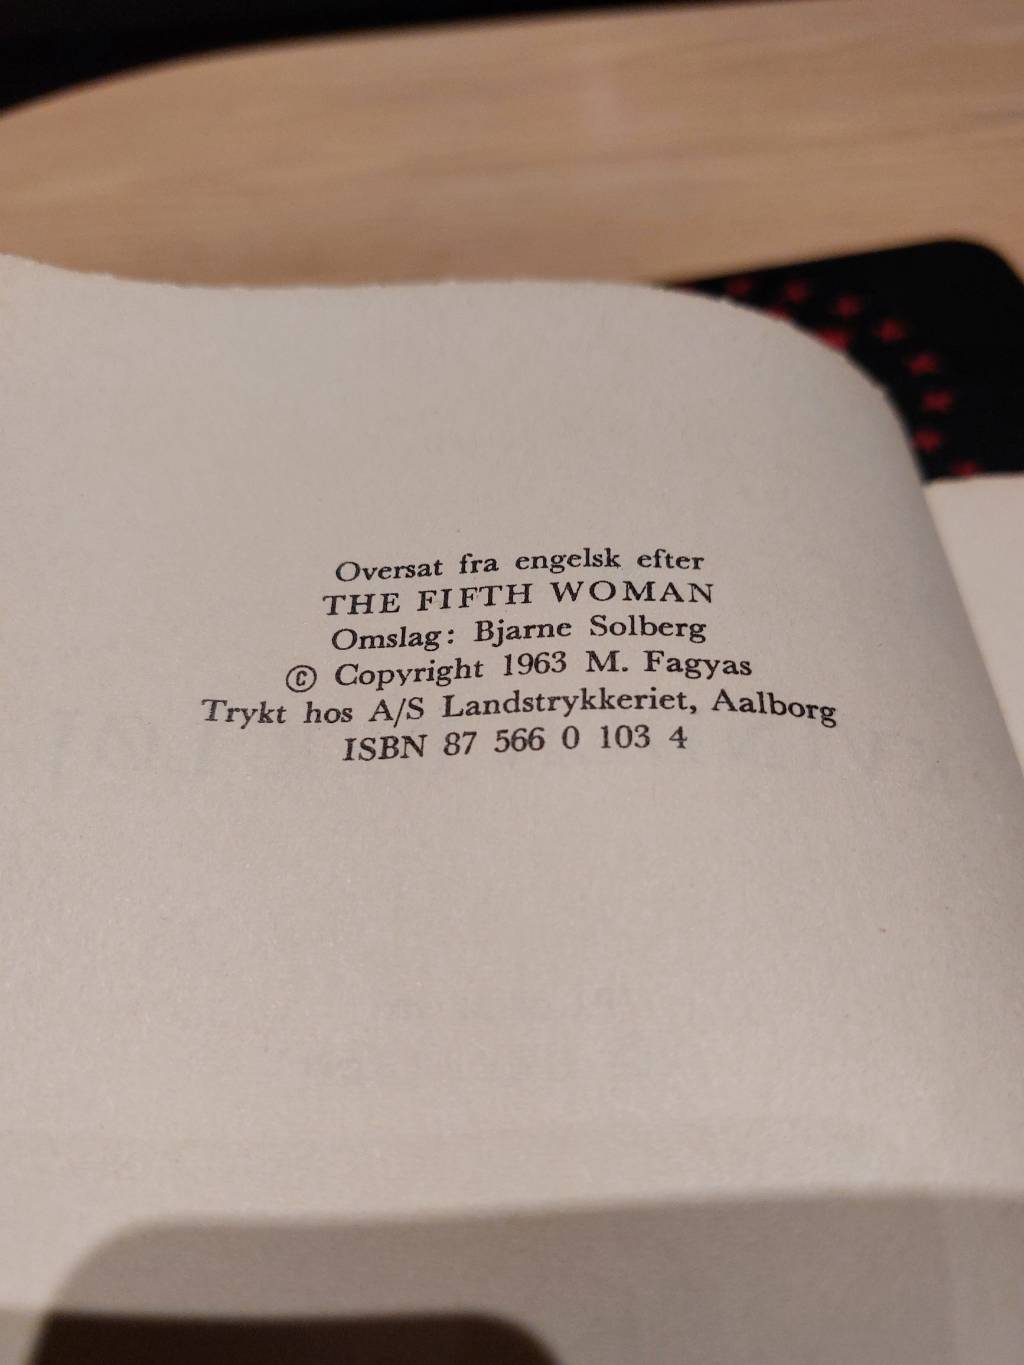 Oversat fra engelsk efter
THE FIFTH WOMAN
Omslag: Bjarne Solberg
© Copyright 1963 M. Fagyas
Trykt hos A/S Landstrykkeriet, Aalborg
ISBN 87 566 0 103 4